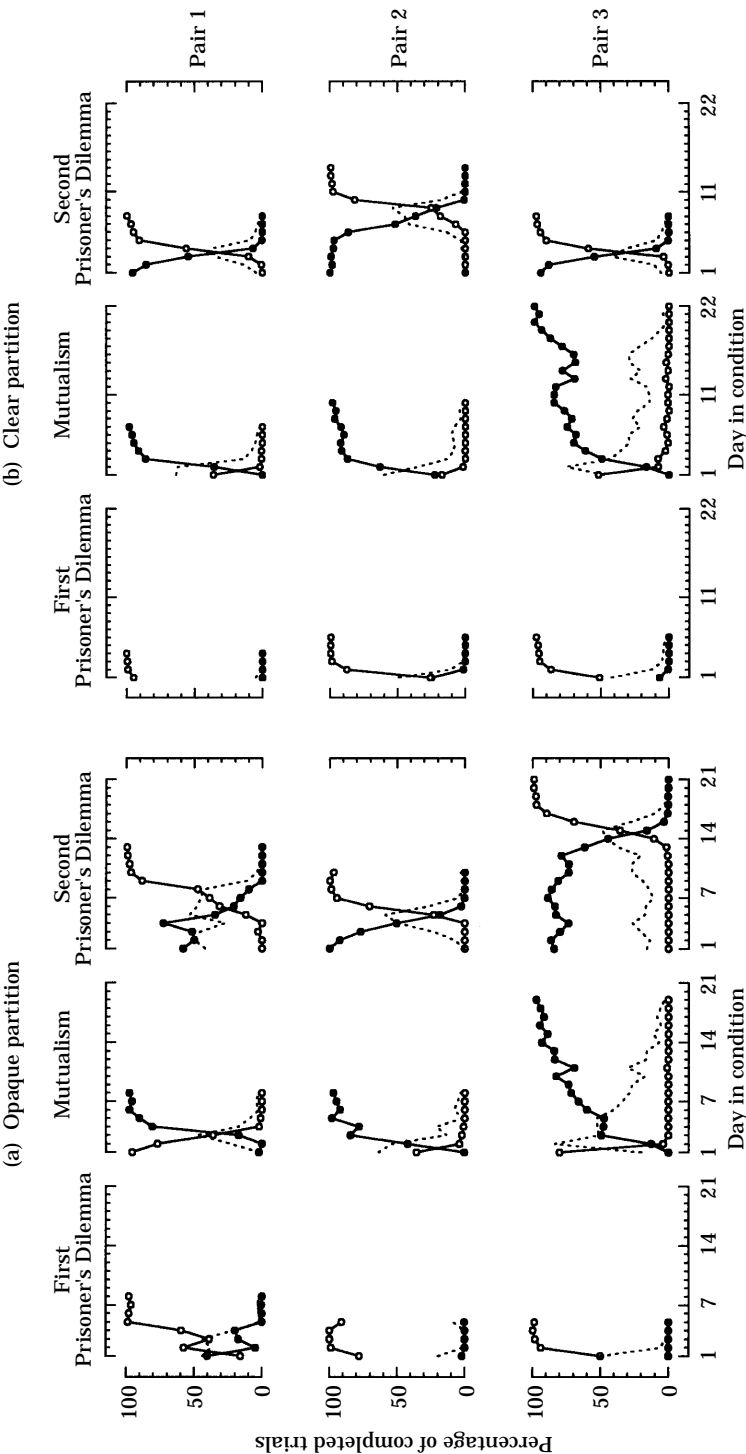 (a) Opaque partition
(b) Clear partition
First
Prisoner's Dilemma
Mutualism
Second
Prisoner's Dilemma
First
Prisoner's Dilemma
Mutualism
Second
Prisoner's Dilemma
100
50
0
Pair 1
100
50
0
Pair 2
100
50
0
Pair 3
Percentage of completed trials
1 7 14 21
1 7 14 21
1 7 14 21
1 11 22
1 11 22
1 11 22
Day in condition
Day in condition